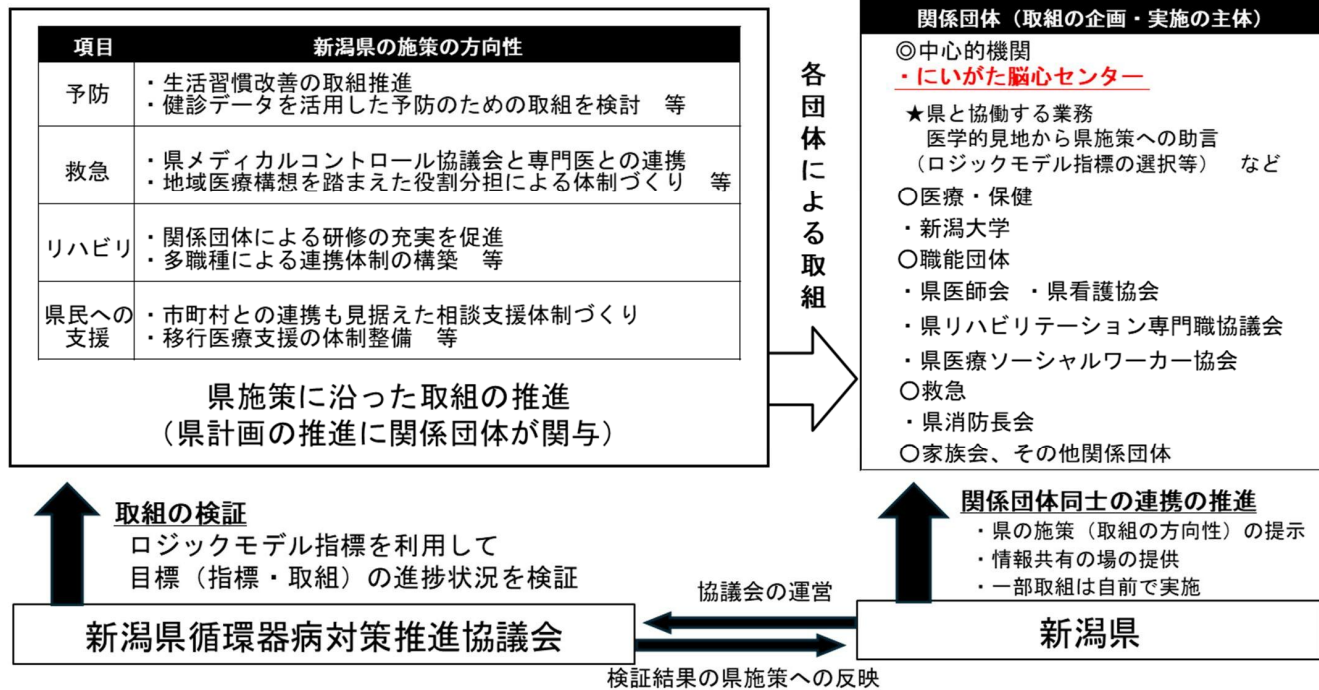 項目 新潟県の施策の方向性
予防
・生活習慣改善の取組推進
・健診データを活用した予防のための取組を検討 等
救急
・県メディカルコントロール協議会と専門医との連携
・地域医療構想を踏まえた役割分担による体制づくり 等
リハビリ
・関係団体による研修の充実を促進
・多職種による連携体制の構築 等
県民への
支援
・市町村との連携も見据えた相談支援体制づくり
・移行医療支援の体制整備 等
県施策に沿った取組の推進
（県計画の推進に関係団体が関与）
各団体による取組
関係団体（取組の企画・実施の主体）
◎中心的機関
・にいがた脳心センター
★県と協働する業務
医学的見地から県施策への助言
（ロジックモデル指標の選択等） など
〇医療・保健
・新潟大学
〇職能団体
・県医師会 ・県看護協会
・県リハビリテーション専門職協議会
・県医療ソーシャルワーカー協会
〇救急
・県消防長会
〇家族会、その他関係団体
取組の検証
ロジックモデル指標を利用して
目標（指標・取組）の進捗状況を検証
関係団体同士の連携の推進
・県の施策（取組の方向性）の提示
・情報共有の場の提供
・一部取組は自前で実施
協議会の運営
新潟県循環器病対策推進協議会
新潟県
検証結果の県施策への反映